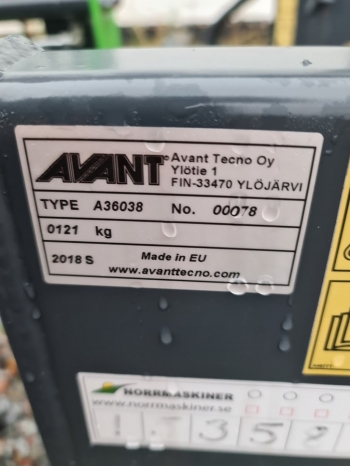 AVANT® Avant Tecno Oy
Ylötie 1
FIN-33470 YLÖJÄRVI
TYPE A36038 No. 00078
0121 kg
2018 S Made in EU
www.avanttecno.com
NORRMASKINER
www.norrmaskiner.se